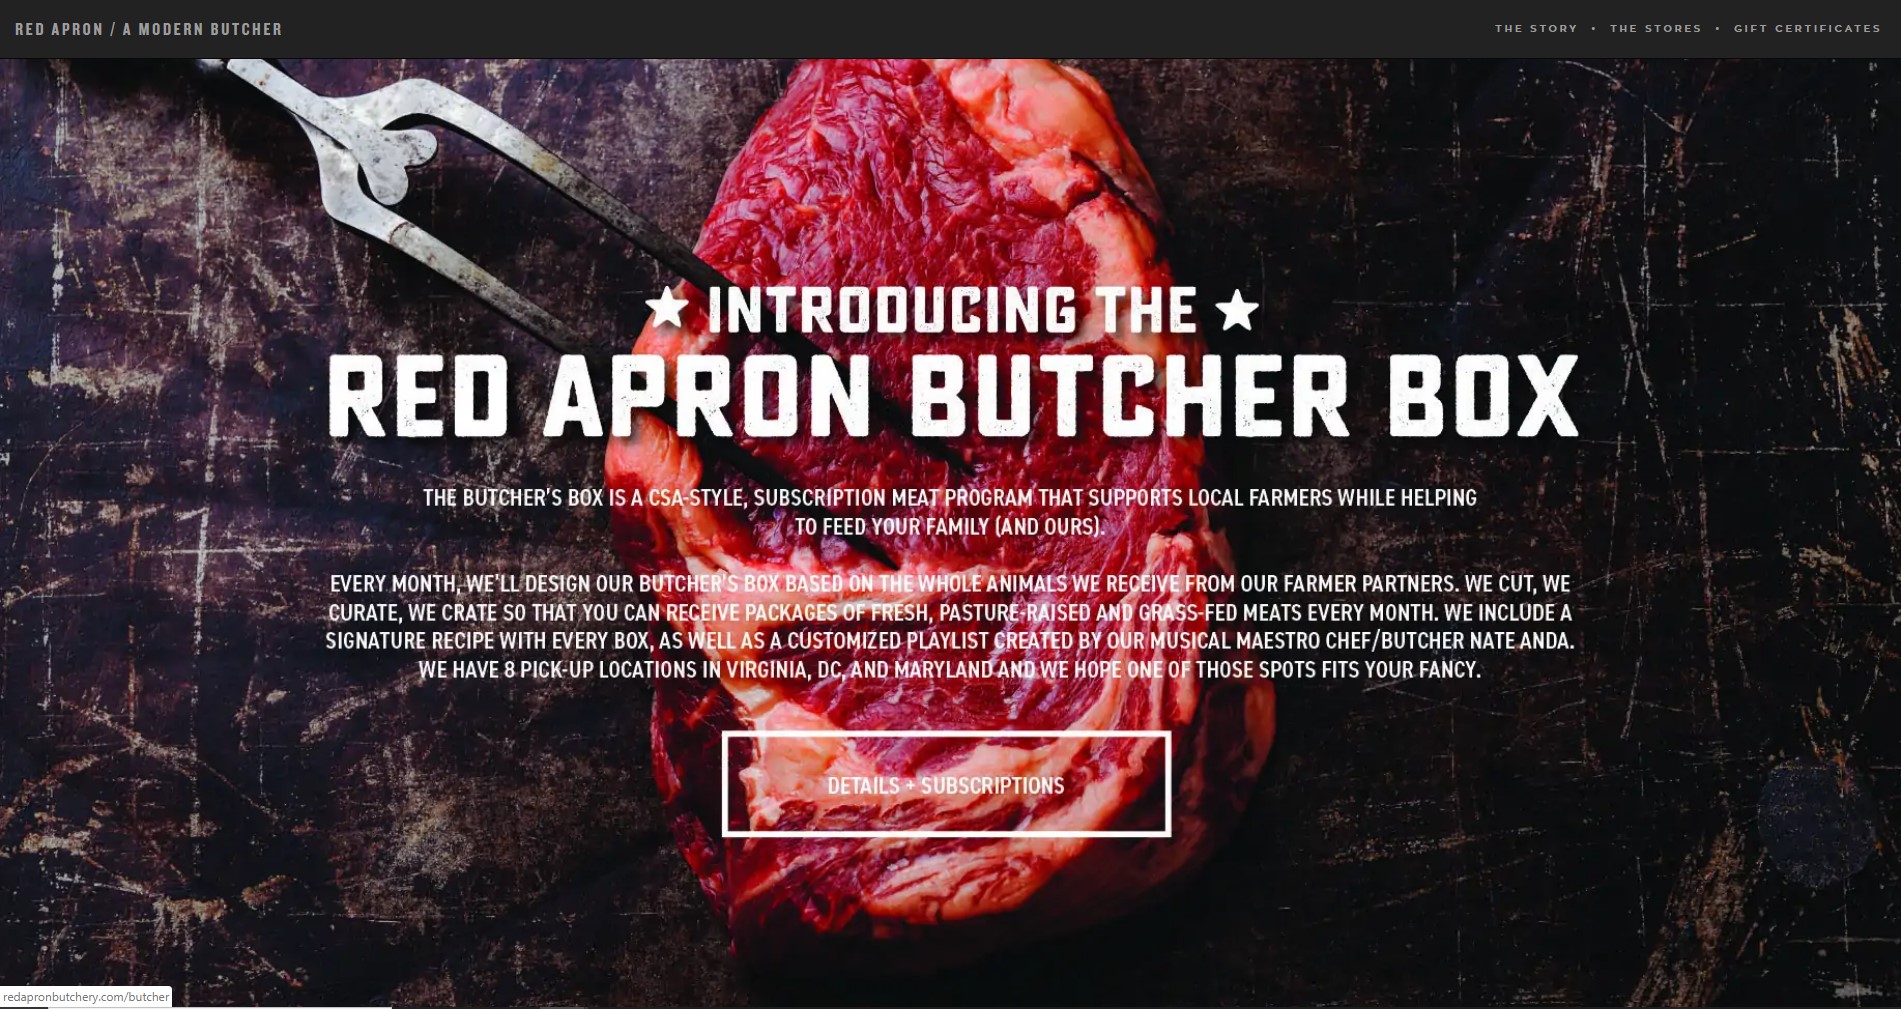 RED APRON / A MODERN BUTCHER
THE STORY • THE STORES • GIFT CERTIFICATES
★ INTRODUCING THE ★
RED APRON BUTCHER BOX
THE BUTCHER'S BOX IS A CSA-STYLE, SUBSCRIPTION MEAT PROGRAM THAT SUPPORTS LOCAL FARMERS WHILE HELPING
TO FEED YOUR FAMILY (AND OURS).
EVERY MONTH, WE'LL DESIGN OUR BUTCHER'S BOX BASED ON THE WHOLE ANIMALS WE RECEIVE FROM OUR FARMER PARTNERS. WE CUT, WE
CURATE, WE CRATE SO THAT YOU CAN RECEIVE PACKAGES OF FRESH, PASTURE-RAISED AND GRASS-FED MEATS EVERY MONTH. WE INCLUDE A
SIGNATURE RECIPE WITH EVERY BOX, AS WELL AS A CUSTOMIZED PLAYLIST CREATED BY OUR MUSICAL MAESTRO CHEF/BUTCHER NATE ANDA.
WE HAVE 8 PICK-UP LOCATIONS IN VIRGINIA, DC, AND MARYLAND AND WE HOPE ONE OF THOSE SPOTS FITS YOUR FANCY.
DETAILS + SUBSCRIPTIONS
redapronbutchery.com/butcher